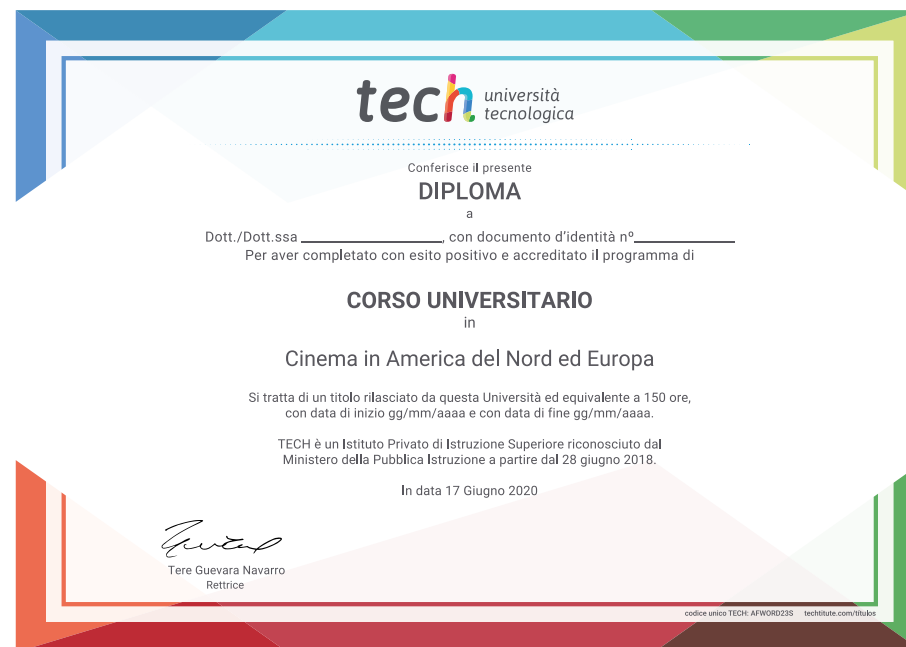 tech università
tecnologica
Conferisce il presente
DIPLOMA
a
Dott./Dott.ssa ____________________, con documento d'identità nº______________
Per aver completato con esito positivo e accreditato il programma di
CORSO UNIVERSITARIO
in
Cinema in America del Nord ed Europa
Si tratta di un titolo rilasciato da questa Università ed equivalente a 150 ore,
con data di inizio gg/mm/aaaa e con data di fine gg/mm/aaaa.
TECH è un Istituto Privato di Istruzione Superiore riconosciuto dal
Ministero della Pubblica Istruzione a partire dal 28 giugno 2018.
In data 17 Giugno 2020
Tere Guevara Navarro
Rettrice
codice unico TECH: AFWORD23S techtitute.com/títulos